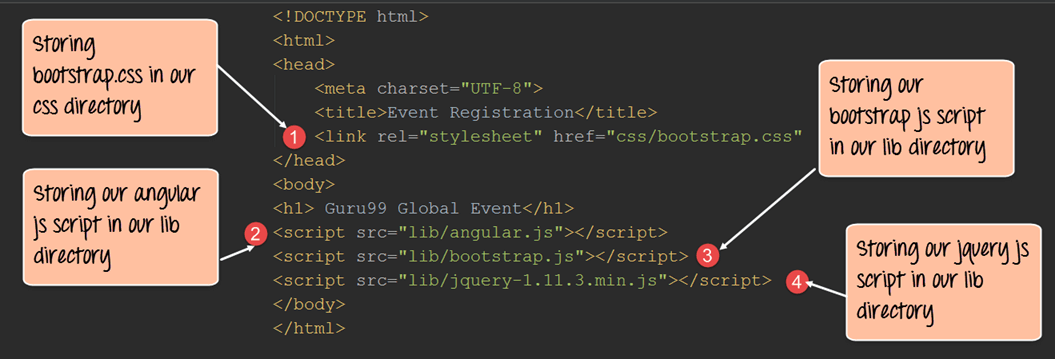 Storing
bootstrap.css in our
css directory
Storing our angular
js script in our lib
directory
<!DOCTYPE html>
<html>
<head>
    <meta charset="UTF-8">
    <title>Event Registration</title>
1    <link rel="stylesheet" href="css/bootstrap.css"
</head>
<body>
<h1> Guru99 Global Event</h1>
2 <script src="lib/angular.js"></script>
<script src="lib/bootstrap.js"></script> 3
<script src="lib/jquery-1.11.3.min.js"></script> 4
</body>
</html>
Storing our
bootstrap js script
in our lib directory
Storing our jquery js
script in our lib
directory